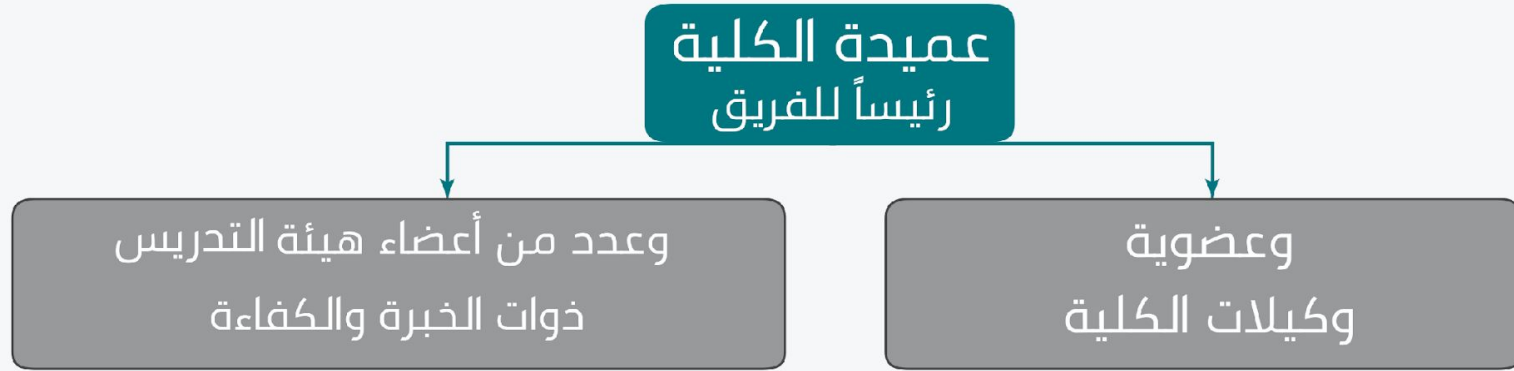 عميدة الكلية
رئيساً للفريق
وعضوية
وكيلات الكلية
وعدد من أعضاء هيئة التدريس
ذوات الخبرة والكفاءة